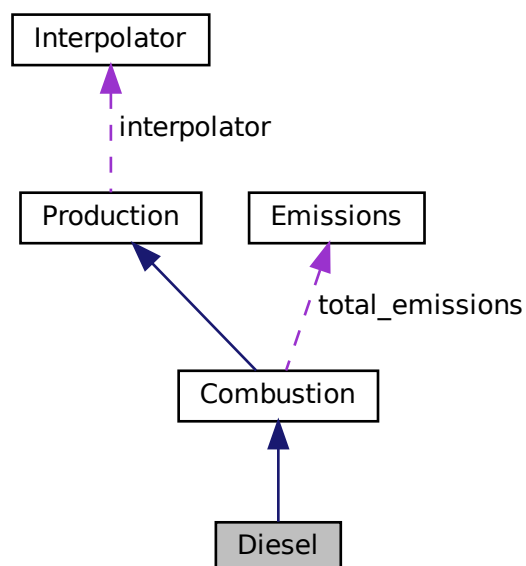 Interpolator
interpolator
Production
Emissions
total_emissions
Combustion
Diesel